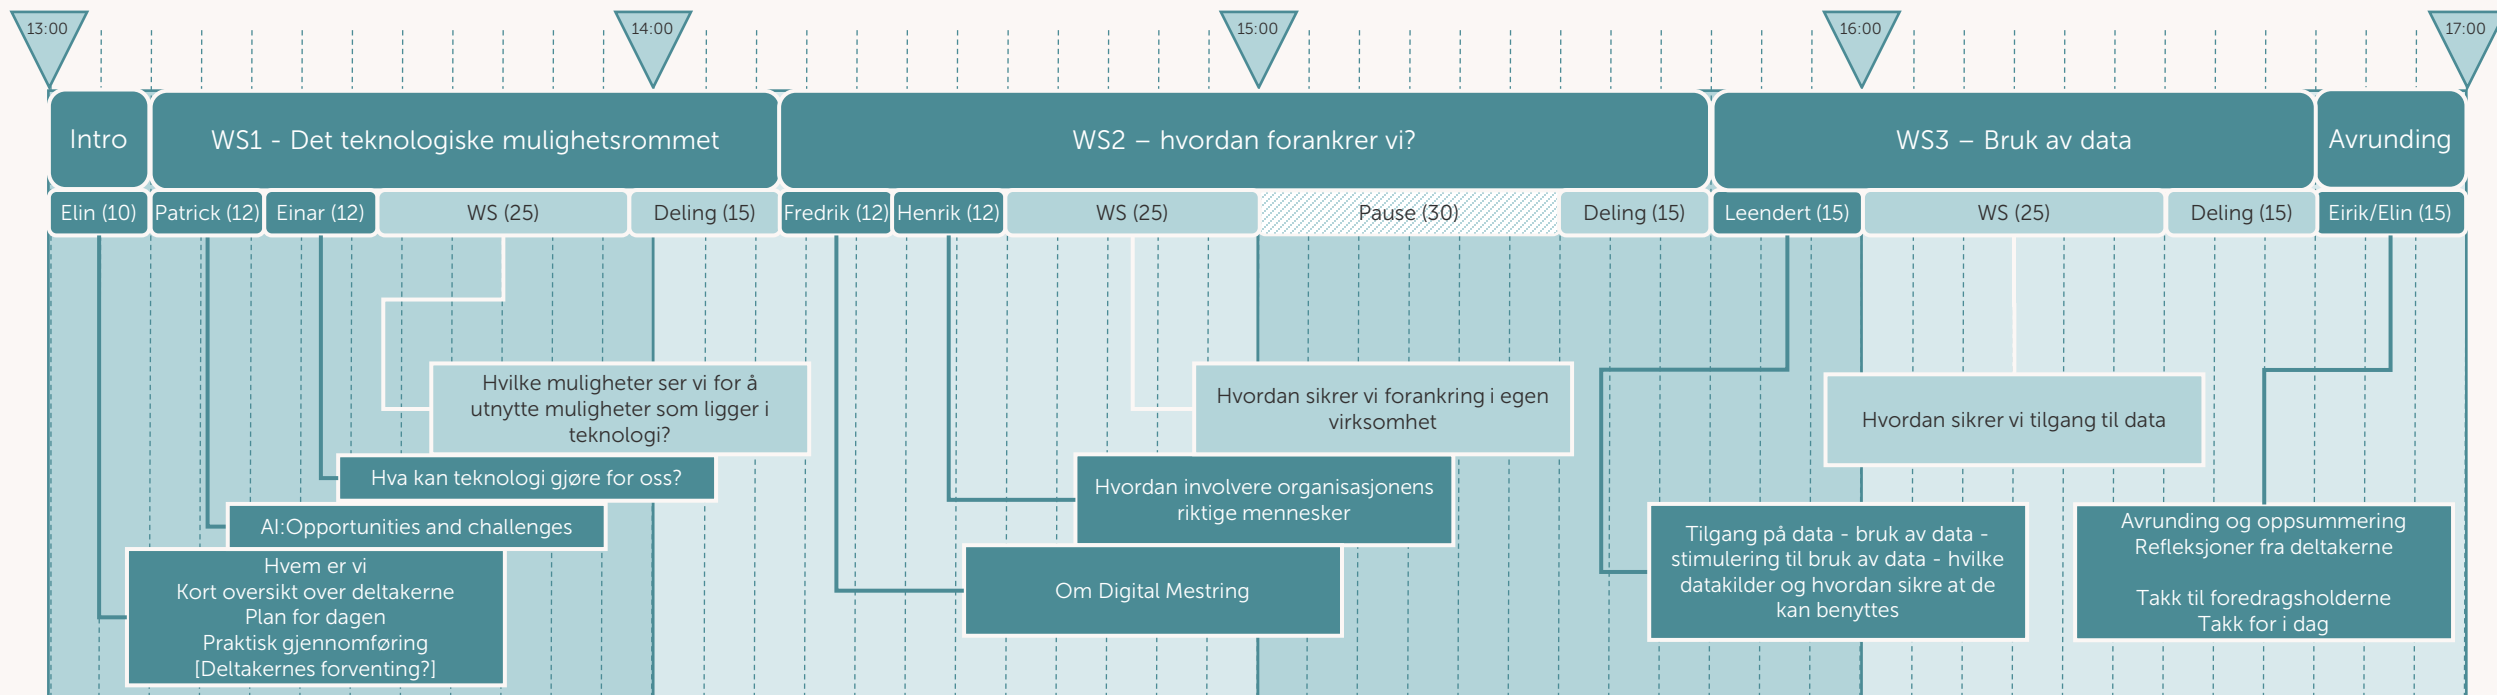 13:00
14:00
15:00
16:00
17:00
Intro
WS1 - Det teknologiske mulighetsrommet
WS2 – hvordan forankrer vi?
WS3 – Bruk av data
Avrunding
Elin (10)
Patrick (12)
Einar (12)
WS (25)
Deling (15)
Fredrik (12)
Henrik (12)
WS (25)
Pause (30)
Deling (15)
Leendert (15)
WS (25)
Deling (15)
Eirik/Elin (15)
Hvilke muligheter ser vi for å
utnytte muligheter som ligger i
teknologi?
Hva kan teknologi gjøre for oss?
AI:Opportunities and challenges
Hvem er vi
Kort oversikt over deltakerne
Plan for dagen
Praktisk gjennomføring
[Deltakernes forventing?]
Hvordan sikrer vi forankring i egen
virksomhet
Hvordan involvere organisasjonens
riktige mennesker
Om Digital Mestring
Hvordan sikrer vi tilgang til data
Tilgang på data - bruk av data -
stimulering til bruk av data - hvilke
datakilder og hvordan sikre at de
kan benyttes
Avrunding og oppsummering
Refleksjoner fra deltakerne
Takk til foredragsholderne
Takk for i dag